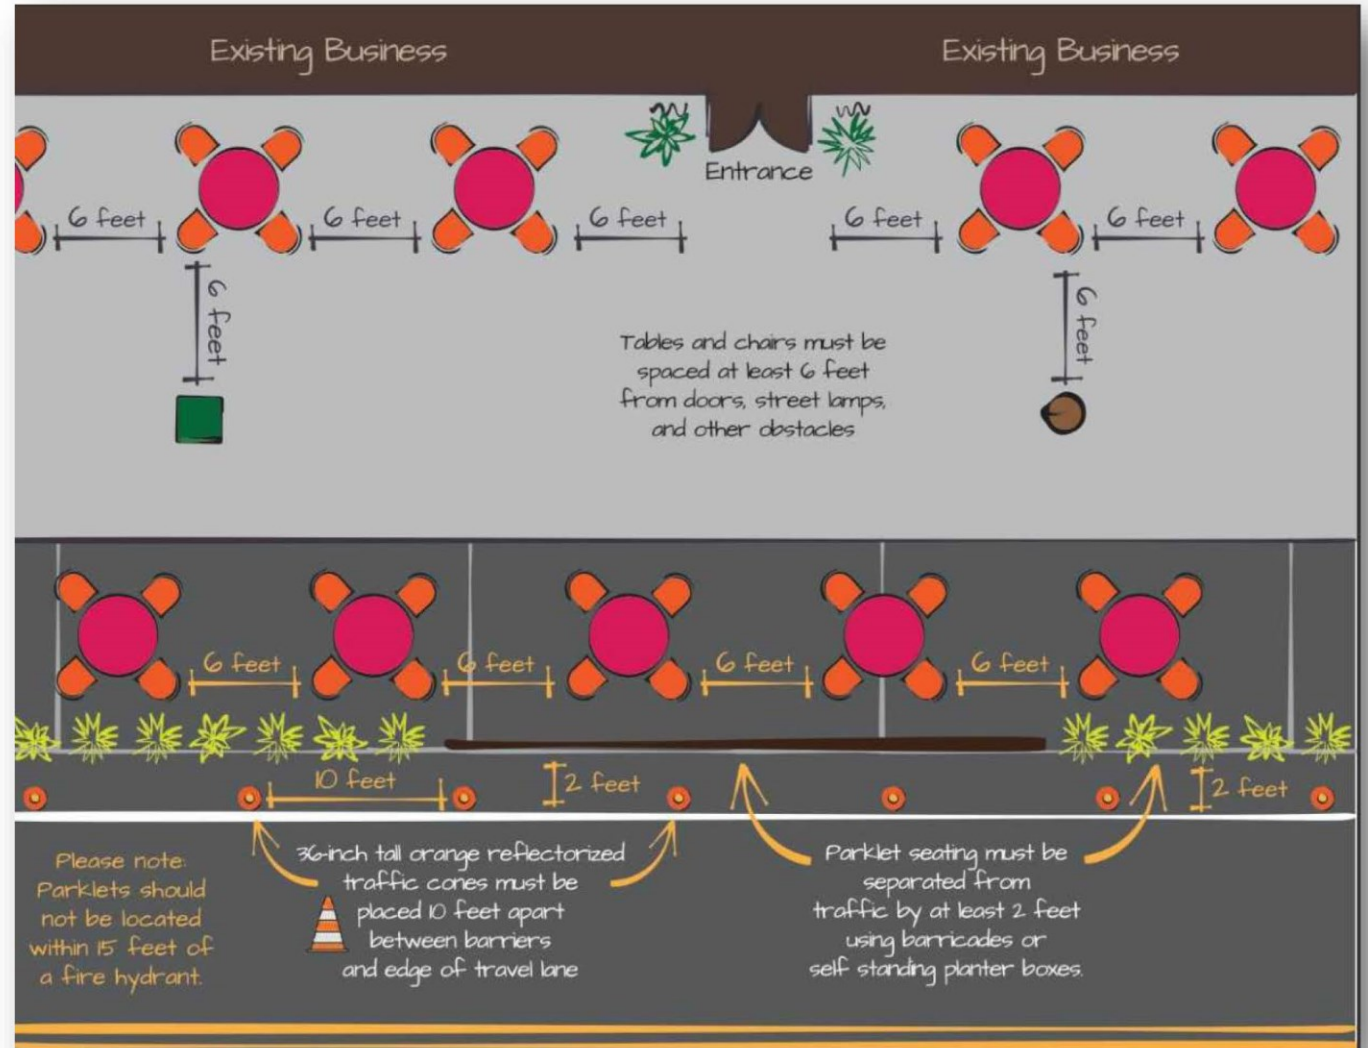 Existing Business
Existing Business
Entrance
6 feet
6 feet
6 feet
6 feet
6 feet
6 feet
6 feet
Tables and chairs must be
spaced at least 6 feet
from doors, street lamps,
and other obstacles
6 feet
6 feet
6 feet
6 feet
10 feet
2 feet
2 feet
Please note:
Parklets should
not be located
within 15 feet of
a fire hydrant.
36-inch tall orange reflectorized
traffic cones must be
placed 10 feet apart
between barriers
and edge of travel lane
Parklet seating must be
separated from
traffic by at least 2 feet
using barricades or
self standing planter boxes.